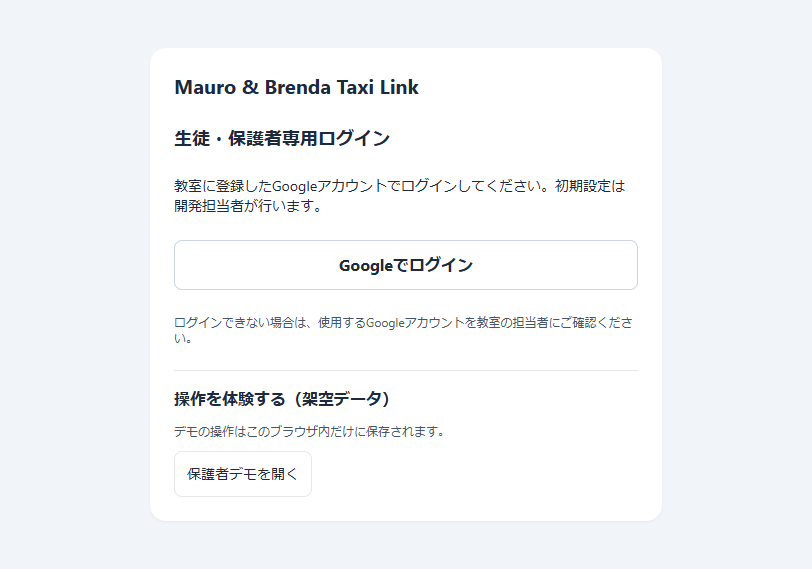 Mauro & Brenda Taxi Link
生徒・保護者専用ログイン
教室に登録したGoogleアカウントでログインしてください。初期設定は
開発担当者が行います。
Googleでログイン
ログインできない場合は、使用するGoogleアカウントを教室の担当者にご確認くださ
い。
操作を体験する（架空データ）
デモの操作はこのブラウザ内だけに保存されます。
保護者デモを開く